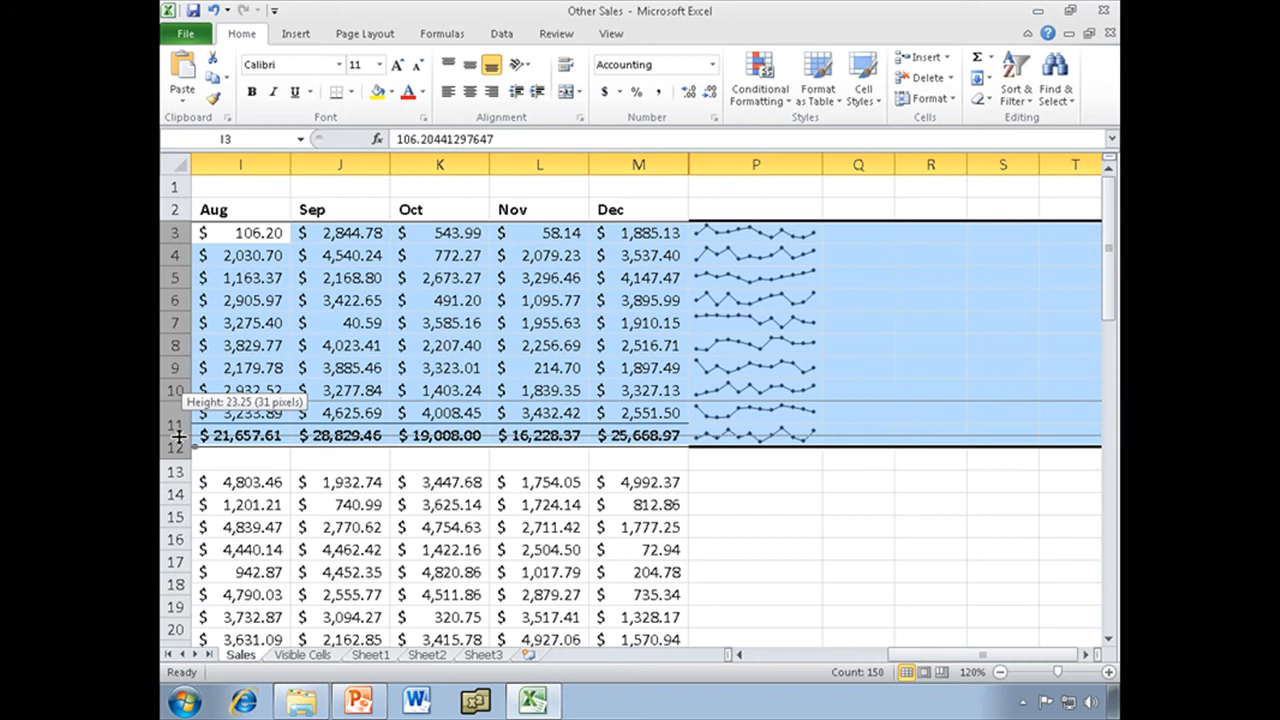 Other Sales - Microsoft Excel
File Home Insert Page Layout Formulas Data Review View
Paste
Calibri 11
B I U
A A
Accounting
$ % ,
Conditional Formatting
Format as Table
Cell Styles
Insert
Delete
Format
Σ
Sort & Filter
Find & Select
Clipboard Font Alignment Number Styles Cells Editing
I3 fx 106.20441297647
I J K L M P Q R S T
1
2 Aug Sep Oct Nov Dec
3 $ 106.20 $ 2,844.78 $ 543.99 $ 58.14 $ 1,885.13
4 $ 2,030.70 $ 4,540.24 $ 772.27 $ 2,079.23 $ 3,537.40
5 $ 1,163.37 $ 2,168.80 $ 2,673.27 $ 3,296.46 $ 4,147.47
6 $ 2,905.97 $ 3,422.65 $ 491.20 $ 1,095.77 $ 3,895.99
7 $ 3,275.40 $ 40.59 $ 3,585.16 $ 1,955.63 $ 1,910.15
8 $ 3,829.77 $ 4,023.41 $ 2,207.40 $ 2,256.69 $ 2,516.71
9 $ 2,179.78 $ 3,885.46 $ 3,323.01 $ 214.70 $ 1,897.49
10 $ 2,932.52 $ 3,277.84 $ 1,403.24 $ 1,839.35 $ 3,327.13
Height: 23.25 (31 pixels)
11 $ 3,233.89 $ 4,625.69 $ 4,008.45 $ 3,432.42 $ 2,551.50
12 $ 21,657.61 $ 28,829.46 $ 19,008.00 $ 16,228.37 $ 25,668.97
13
14 $ 4,803.46 $ 1,932.74 $ 3,447.68 $ 1,754.05 $ 4,992.37
15 $ 1,201.21 $ 740.99 $ 3,625.14 $ 1,724.14 $ 812.86
16 $ 4,839.47 $ 2,770.62 $ 4,754.63 $ 2,711.42 $ 1,777.25
17 $ 4,440.14 $ 4,462.42 $ 1,422.16 $ 2,504.50 $ 72.94
18 $ 942.87 $ 4,452.35 $ 4,820.86 $ 1,017.79 $ 204.78
19 $ 4,790.03 $ 2,555.77 $ 4,511.86 $ 2,879.27 $ 735.34
20 $ 3,732.87 $ 3,094.27 $ 320.75 $ 3,517.41 $ 1,328.17
$ 3,631.09 $ 2,162.85 $ 3,415.78 $ 4,927.06 $ 1,570.94
Sales Visible Cells Sheet1 Sheet2 Sheet3
Ready Count: 150 120%